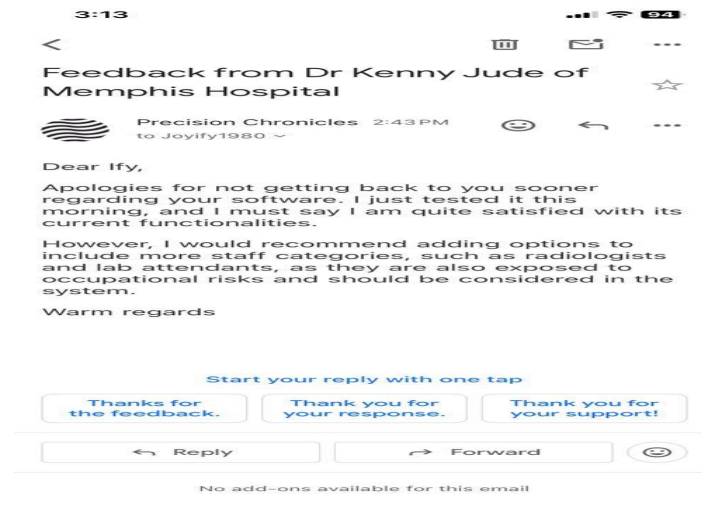 3:13
94
Feedback from Dr Kenny Jude of
Memphis Hospital
Precision Chronicles 2:43 PM
to Joyify1980
Dear Ify,
Apologies for not getting back to you sooner
regarding your software. I just tested it this
morning, and I must say I am quite satisfied with its
current functionalities.
However, I would recommend adding options to
include more staff categories, such as radiologists
and lab attendants, as they are also exposed to
occupational risks and should be considered in the
system.
Warm regards
Start your reply with one tap
Thanks for
the feedback.
Thank you for
your response.
Thank you for
your support!
Reply
Forward
No add-ons available for this email